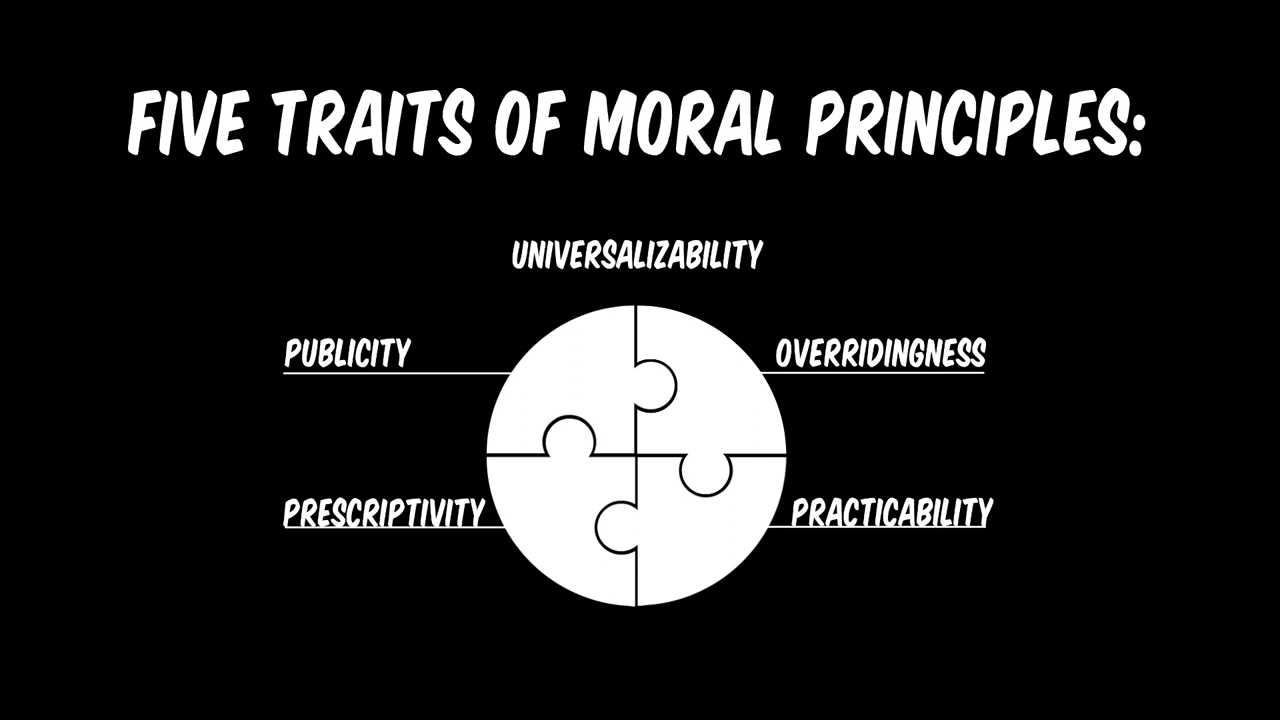 FIVE TRAITS OF MORAL PRINCIPLES:
UNIVERSALIZABILITY
PUBLICITY
OVERRIDINGNESS
PRESCRIPTIVITY
PRACTICABILITY